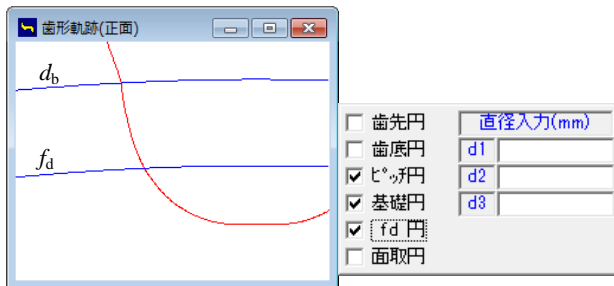 歯形軌跡(正面)
db
fd
歯先円
歯底円
ﾋﾟｯﾁ円
基礎円
fd 円
面取円
直径入力(mm)
d1
d2
d3